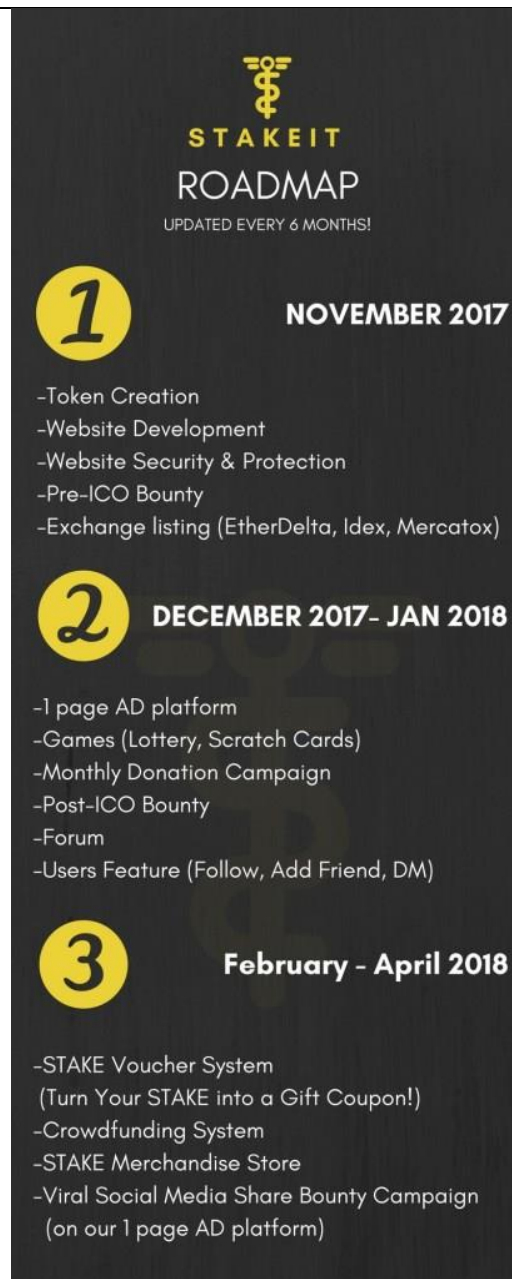 STAKEIT
ROADMAP
UPDATED EVERY 6 MONTHS!
1
NOVEMBER 2017
-Token Creation
-Website Development
-Website Security & Protection
-Pre-ICO Bounty
-Exchange listing (EtherDelta, Idex, Mercatox)
2
DECEMBER 2017- JAN 2018
-1 page AD platform
-Games (Lottery, Scratch Cards)
-Monthly Donation Campaign
-Post-ICO Bounty
-Forum
-Users Feature (Follow, Add Friend, DM)
3
February - April 2018
-STAKE Voucher System
(Turn Your STAKE into a Gift Coupon!)
-Crowdfunding System
-STAKE Merchandise Store
-Viral Social Media Share Bounty Campaign
(on our 1 page AD platform)